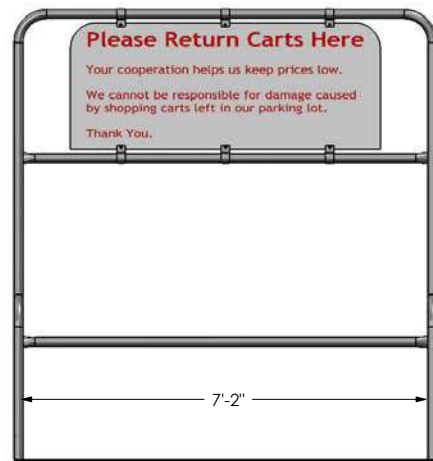 Please Return Carts Here
Your cooperation helps us keep prices low.
We cannot be responsible for damage caused
by shopping carts left in our parking lot.
Thank You.
7'-2"